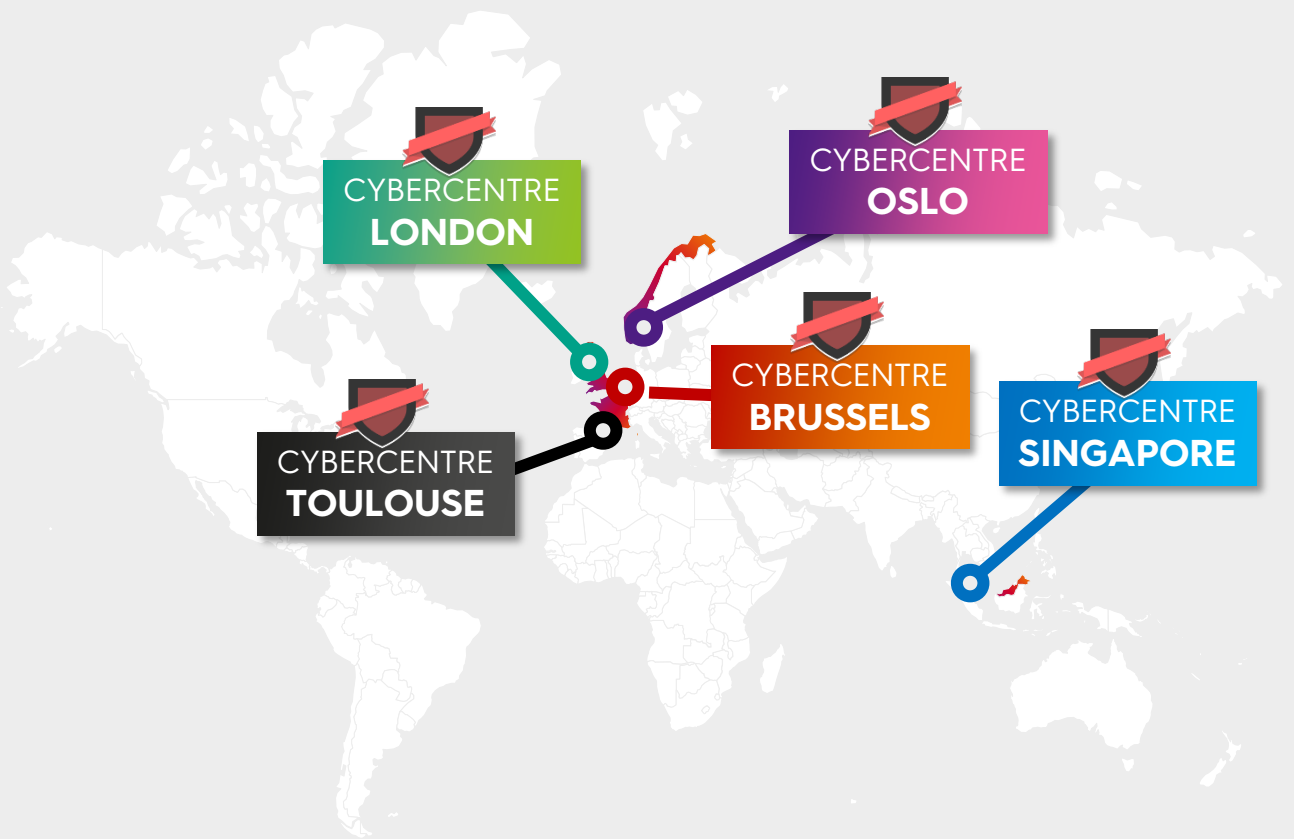 CYBERCENTRE
LONDON
CYBERCENTRE
OSLO
CYBERCENTRE
BRUSSELS
CYBERCENTRE
SINGAPORE
CYBERCENTRE
TOULOUSE